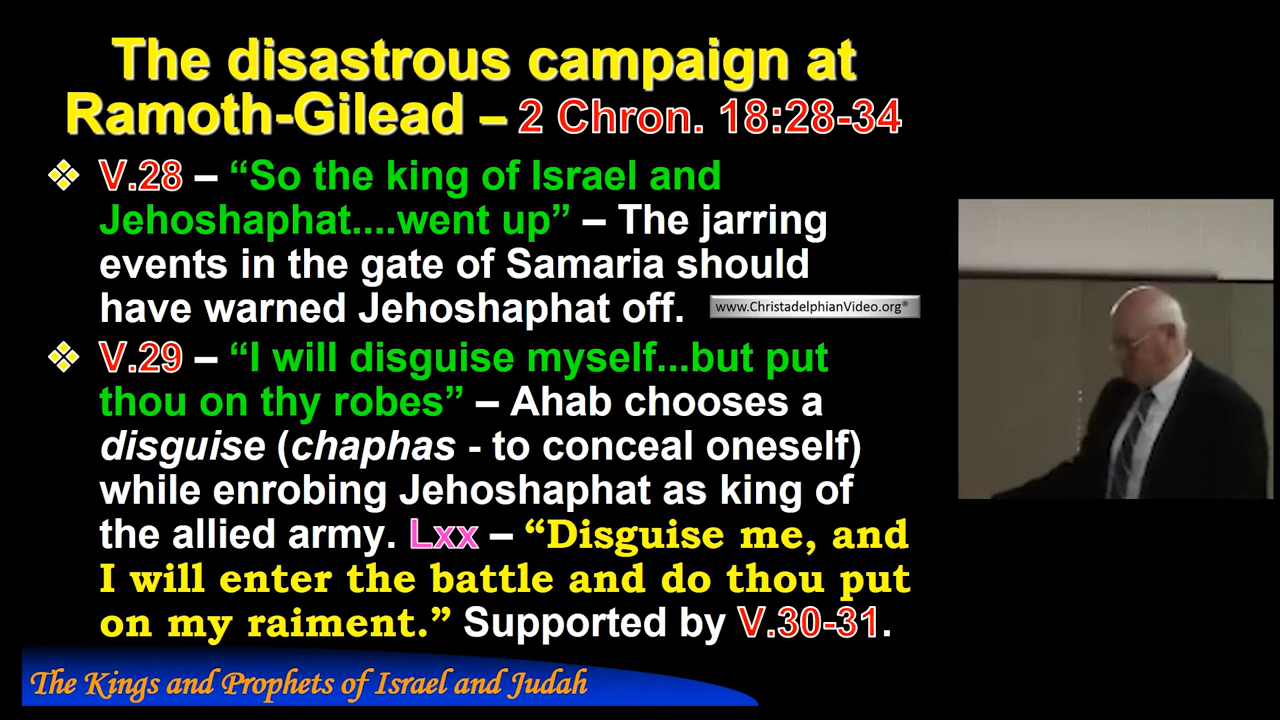 The disastrous campaign at
Ramoth-Gilead – 2 Chron. 18:28-34
V.28 – “So the king of Israel and
Jehoshaphat....went up” – The jarring
events in the gate of Samaria should
have warned Jehoshaphat off.
www.ChristadelphianVideo.org®
V.29 – “I will disguise myself...but put
thou on thy robes” – Ahab chooses a
disguise (chaphas - to conceal oneself)
while enrobing Jehoshaphat as king of
the allied army. Lxx – “Disguise me, and
I will enter the battle and do thou put
on my raiment.” Supported by V.30-31.
The Kings and Prophets of Israel and Judah